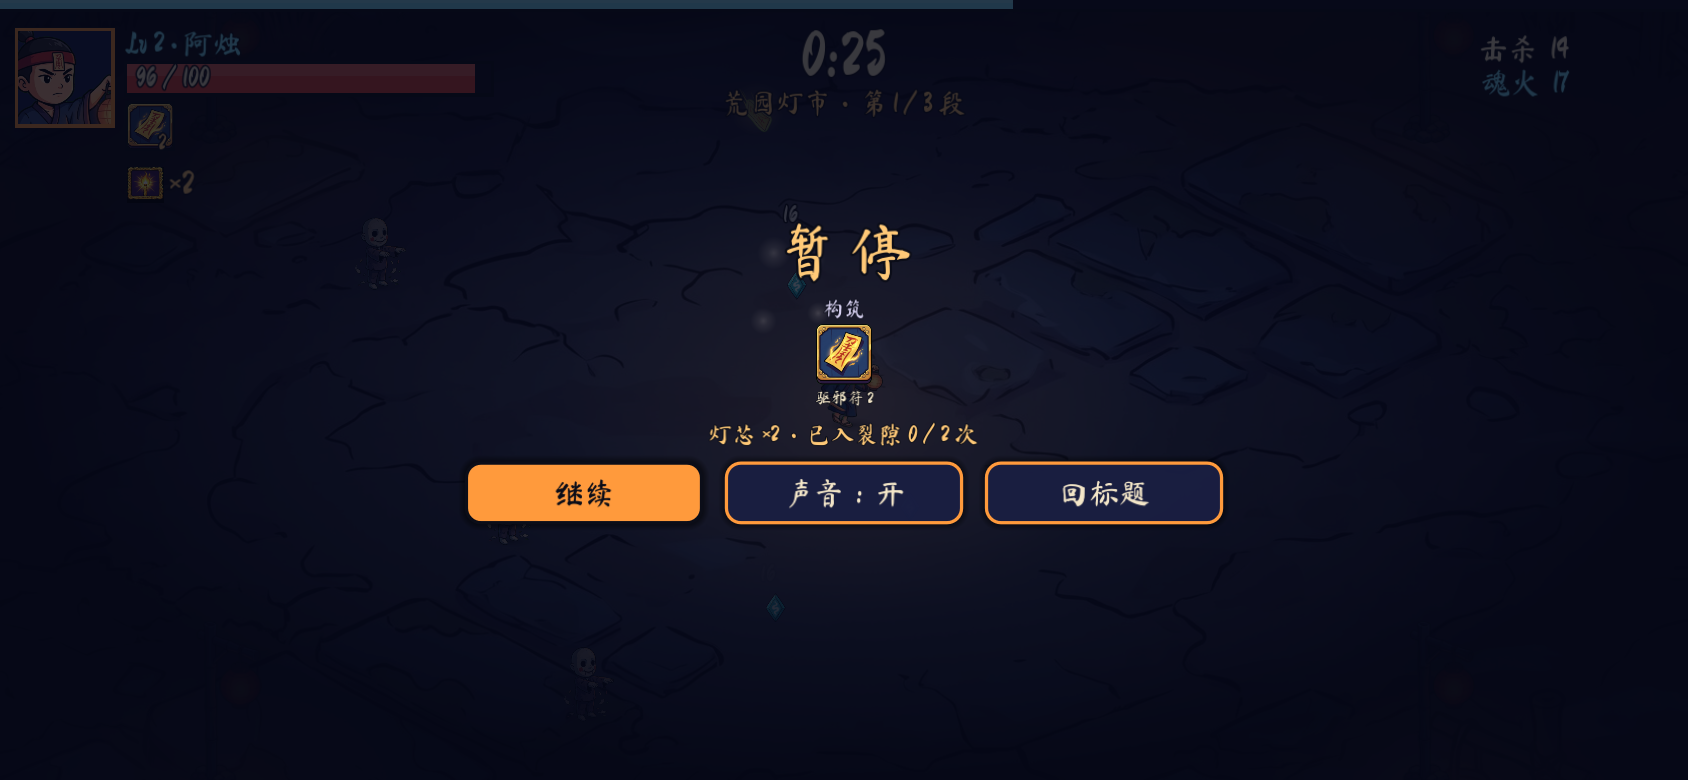 Lv 2·阿烛
96 / 100
2
×2
0:25
荒园灯市 · 第1/3段
击杀 14
魂火 17
16
暂停
构筑
驱邪符 2
灯芯 ×2 · 已入裂隙 0/2次
继续
声音：开
回标题